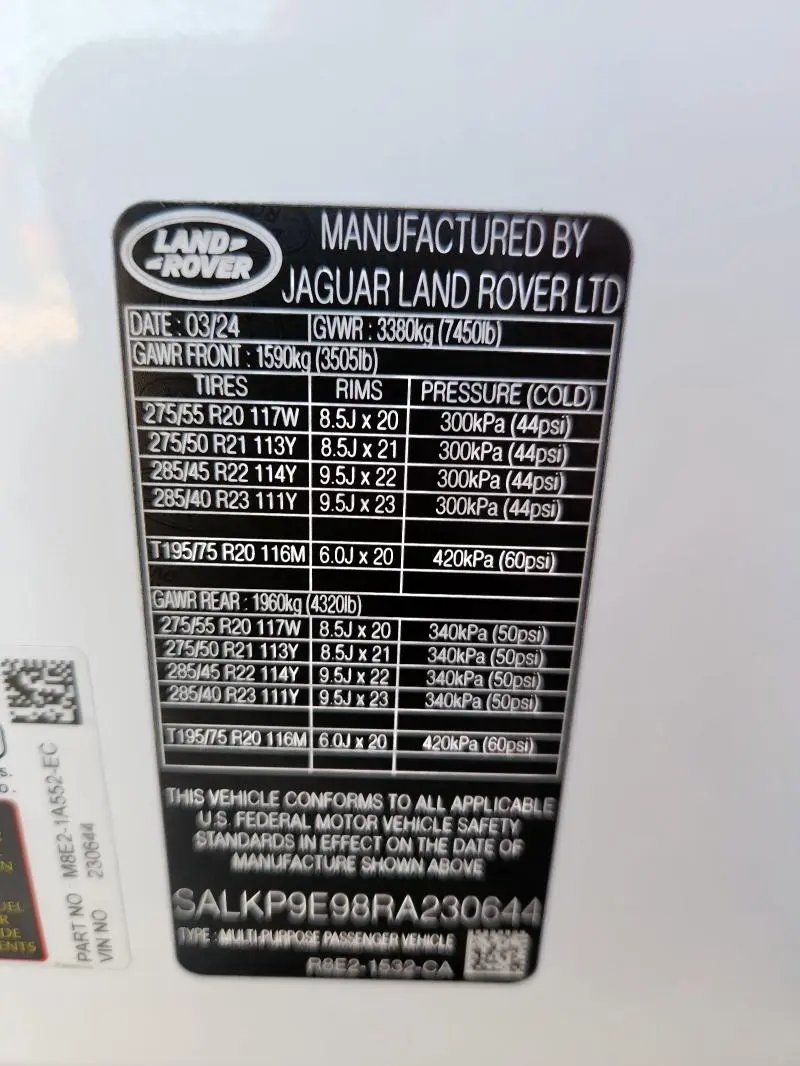 LAND-
-ROVER
MANUFACTURED BY
JAGUAR LAND ROVER LTD
DATE : 03/24 GVWR : 3380kg (7450lb)
GAWR FRONT : 1590kg (3505lb)
TIRES RIMS PRESSURE (COLD)
275/55 R20 117W 8.5J x 20 300kPa (44psi)
275/50 R21 113Y 8.5J x 21 300kPa (44psi)
285/45 R22 114Y 9.5J x 22 300kPa (44psi)
285/40 R23 111Y 9.5J x 23 300kPa (44psi)
T195/75 R20 116M 6.0J x 20 420kPa (60psi)
GAWR REAR : 1960kg (4320lb)
275/55 R20 117W 8.5J x 20 340kPa (50psi)
275/50 R21 113Y 8.5J x 21 340kPa (50psi)
285/45 R22 114Y 9.5J x 22 340kPa (50psi)
285/40 R23 111Y 9.5J x 23 340kPa (50psi)
T195/75 R20 116M 6.0J x 20 420kPa (60psi)
THIS VEHICLE CONFORMS TO ALL APPLICABLE
U.S. FEDERAL MOTOR VEHICLE SAFETY
STANDARDS IN EFFECT ON THE DATE OF
MANUFACTURE SHOWN ABOVE
SALKP9E98RA230644
TYPE : MULTI-PURPOSE PASSENGER VEHICLE
R8E2-1532-CA
PART NO M8E2-1A552-EC
VIN NO 230644